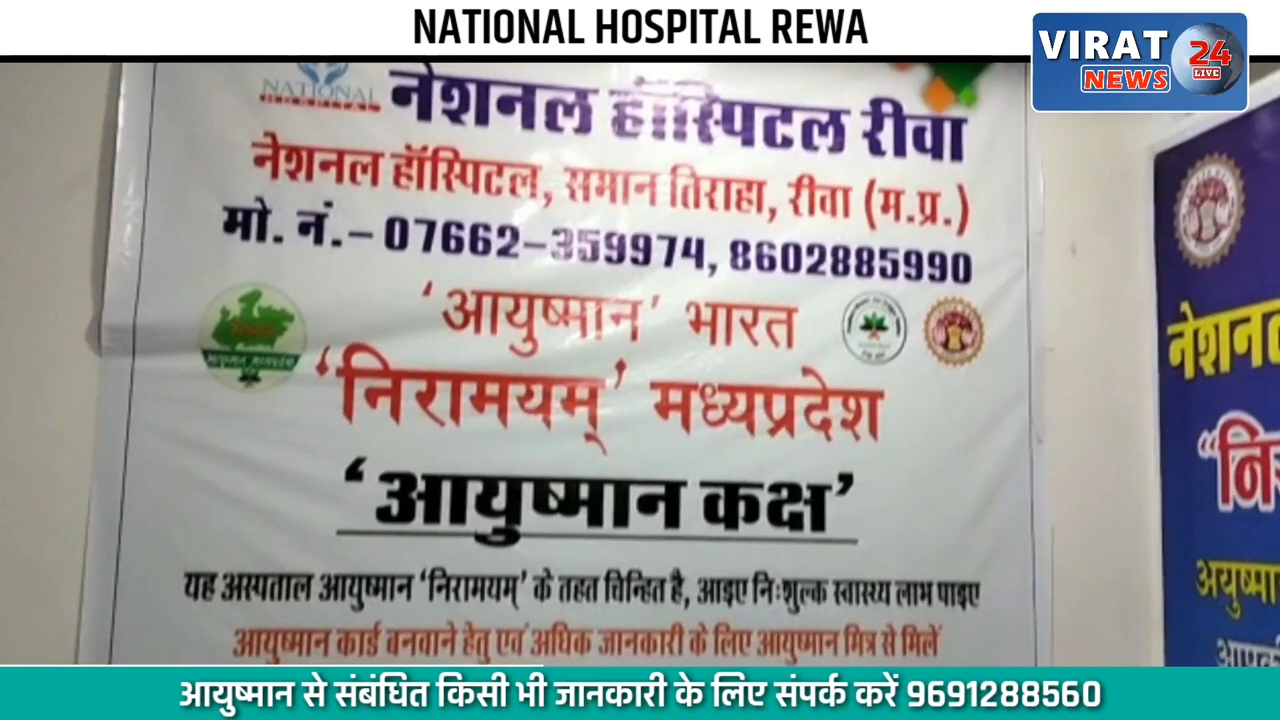 NATIONAL HOSPITAL REWA
VIRAT
24
NEWS
LIVE
NATIONAL
HOSPITAL
नेशनल हॉस्पिटल रीवा
नेशनल हॉस्पिटल, समान तिराहा, रीवा (म.प्र.)
मो. नं.– 07662–359974, 8602885990
‘आयुष्मान’ भारत
‘निरामयम्’ मध्यप्रदेश
‘आयुष्मान कक्ष’
यह अस्पताल आयुष्मान ‘निरामयम्’ के तहत चिन्हित है, आइए निःशुल्क स्वास्थ्य लाभ पाइए
आयुष्मान कार्ड बनवाने हेतु एवं अधिक जानकारी के लिए आयुष्मान मित्र से मिलें
आयुष्मान से संबंधित किसी भी जानकारी के लिए संपर्क करें 9691288560